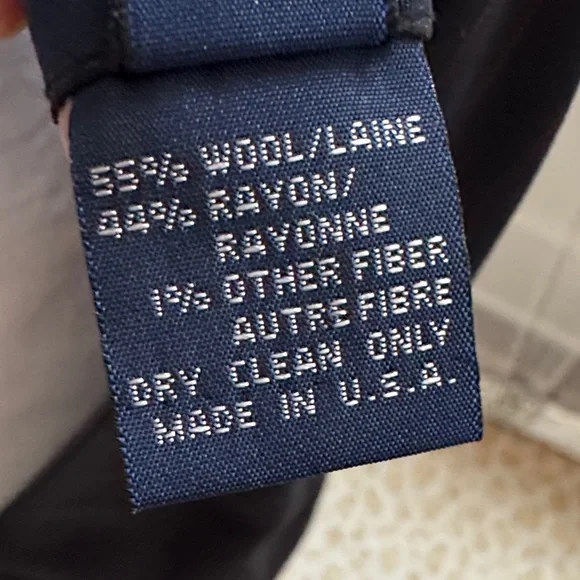 55% WOOL/LAINE
44% RAYON/
RAYONNE
1% OTHER FIBER
AUTRE FIBRE
DRY CLEAN ONLY
MADE IN U.S.A.